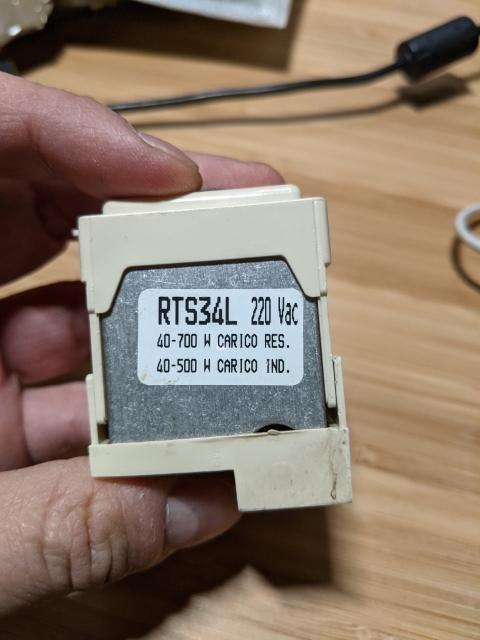 RTS34L 220 Vac
40-700 W CARICO RES.
40-500 W CARICO IND.